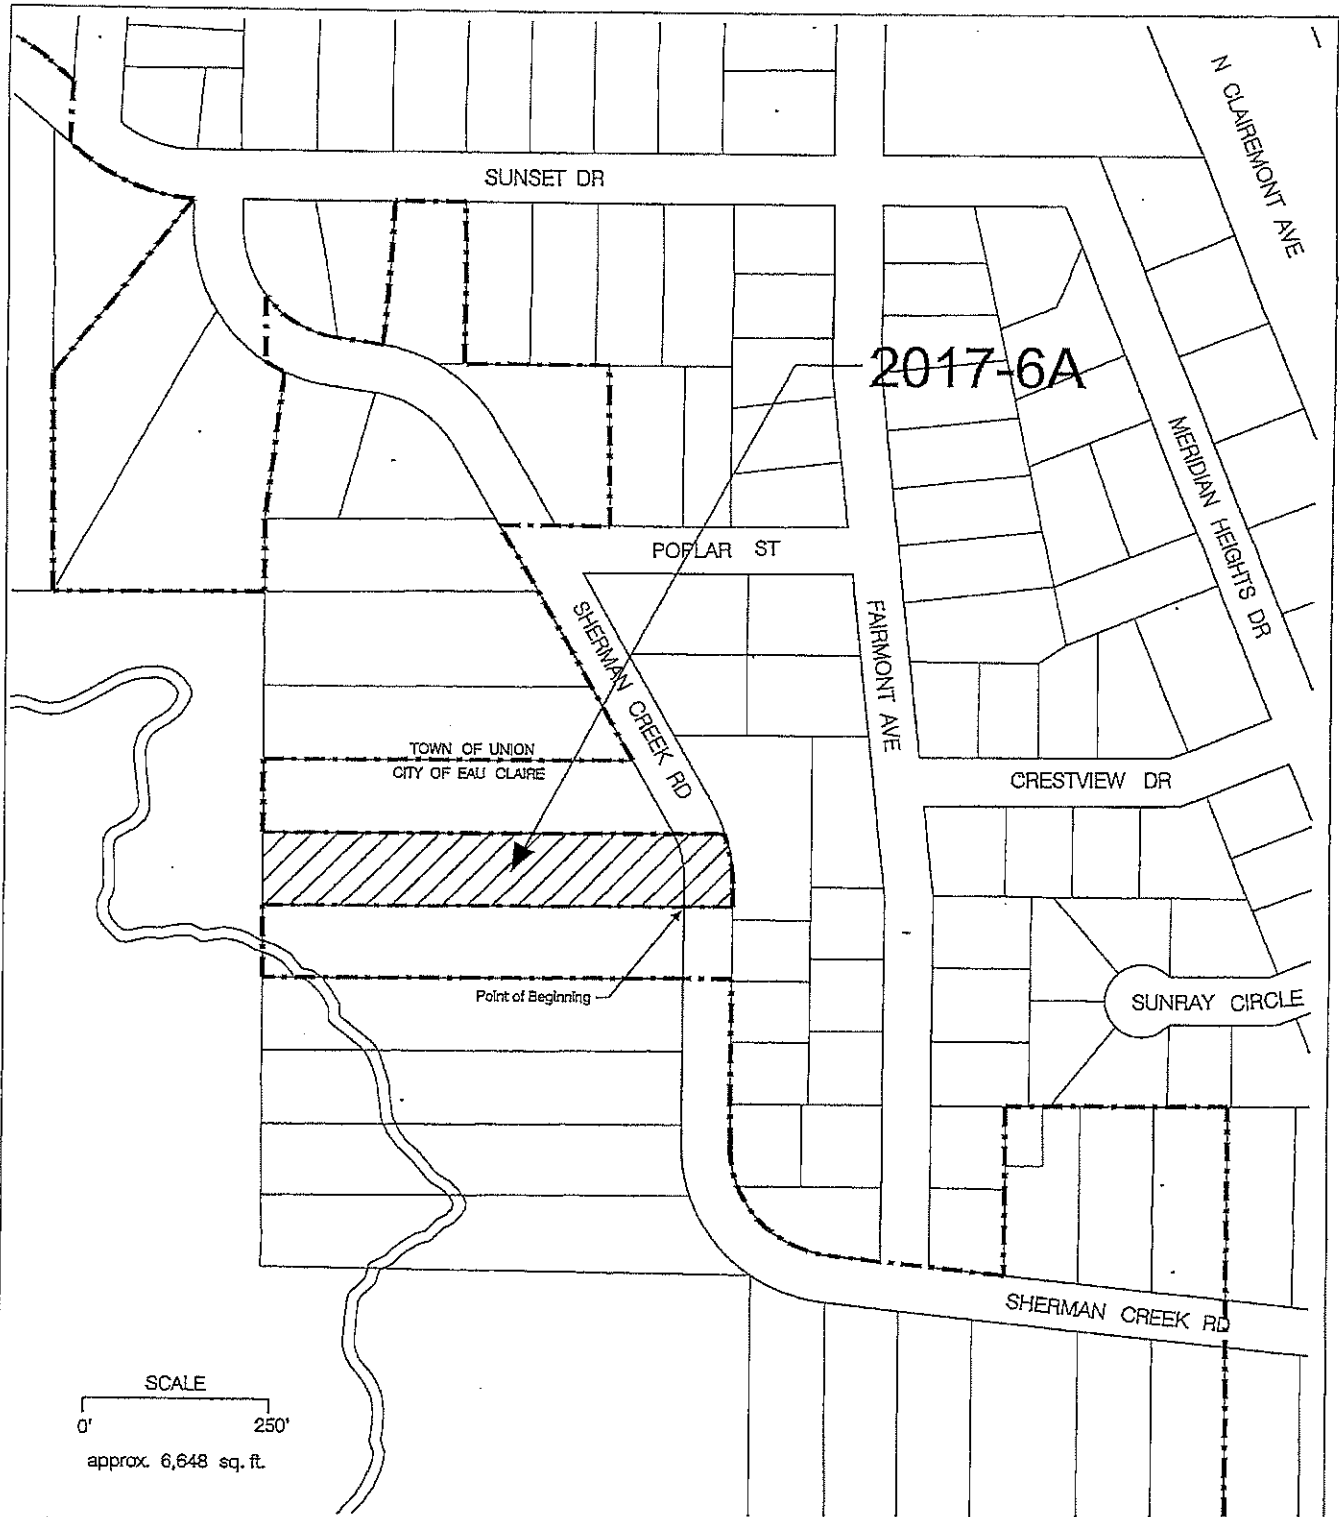 N CLAIREMONT AVE
SUNSET DR
2017-6A
MERIDIAN HEIGHTS DR
POPLAR ST
SHERMAN CREEK RD
FAIRMONT AVE
TOWN OF UNION
CITY OF EAU CLAIRE
CRESTVIEW DR
Point of Beginning
SUNRAY CIRCLE
SHERMAN CREEK RD
SCALE
0' 250'
approx. 6,648 sq. ft.